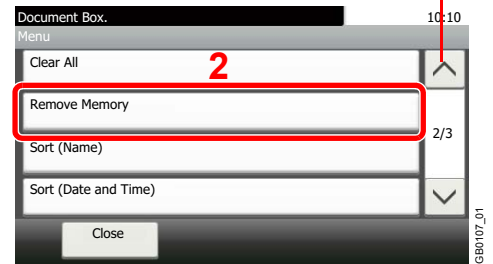 Document Box.
10:10
Menu
Clear All
2
Remove Memory
2/3
Sort (Name)
Sort (Date and Time)
Close
GB0107_01